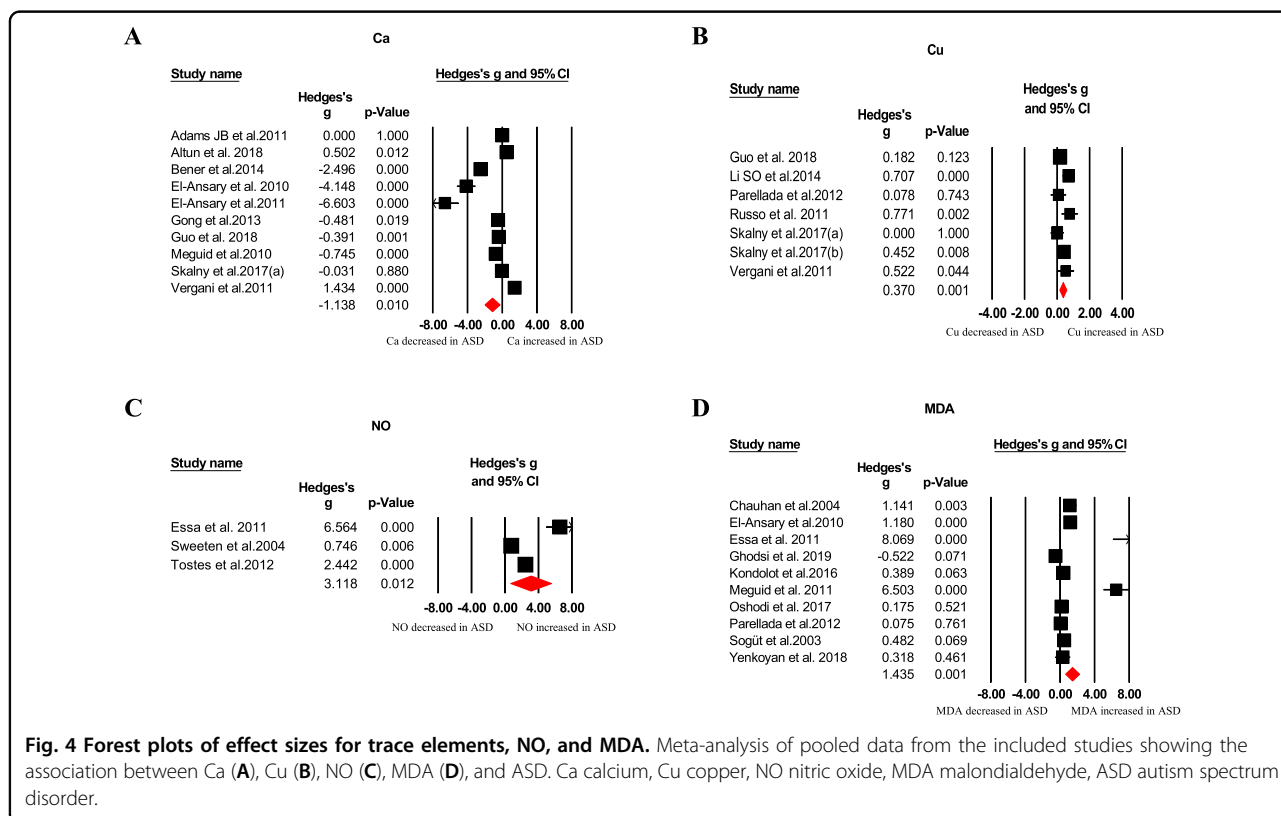 A
Ca
Study name Hedges's g and 95% CI
Hedges's
g p-Value
Adams JB et al.2011 0.000 1.000
Altun et al. 2018 0.502 0.012
Bener et al.2014 -2.496 0.000
El-Ansary et al. 2010 -4.148 0.000
El-Ansary et al.2011 -6.603 0.000
Gong et al.2013 -0.481 0.019
Guo et al. 2018 -0.391 0.001
Meguid et al.2010 -0.745 0.000
Skalny et al.2017(a) -0.031 0.880
Vergani et al.2011 1.434 0.000
-1.138 0.010
-8.00 -4.00 0.00 4.00 8.00
Ca decreased in ASD Ca increased in ASD
B
Cu
Study name Hedges's g
and 95% CI
Hedges's
g p-Value
Guo et al. 2018 0.182 0.123
Li SO et al.2014 0.707 0.000
Parellada et al.2012 0.078 0.743
Russo et al. 2011 0.771 0.002
Skalny et al.2017(a) 0.000 1.000
Skalny et al.2017(b) 0.452 0.008
Vergani et al.2011 0.522 0.044
0.370 0.001
-4.00 -2.00 0.00 2.00 4.00
Cu decreased in ASD Cu increased in ASD
C
NO
Study name Hedges's g
and 95% CI
Hedges's
g p-Value
Essa et al. 2011 6.564 0.000
Sweeten et al.2004 0.746 0.006
Tostes et al.2012 2.442 0.000
3.118 0.012
-8.00 -4.00 0.00 4.00 8.00
NO decreased in ASD NO increased in ASD
D
MDA
Study name Hedges's g and 95% CI
Hedges's
g p-Value
Chauhan et al.2004 1.141 0.003
El-Ansary et al.2010 1.180 0.000
Essa et al. 2011 8.069 0.000
Ghodsi et al. 2019 -0.522 0.071
Kondolot et al.2016 0.389 0.063
Meguid et al. 2011 6.503 0.000
Oshodi et al. 2017 0.175 0.521
Parellada et al.2012 0.075 0.761
Sogüt et al.2003 0.482 0.069
Yenkoyan et al. 2018 0.318 0.461
1.435 0.001
-8.00 -4.00 0.00 4.00 8.00
MDA decreased in ASD MDA increased in ASD
Fig. 4 Forest plots of effect sizes for trace elements, NO, and MDA. Meta-analysis of pooled data from the included studies showing the
association between Ca (A), Cu (B), NO (C), MDA (D), and ASD. Ca calcium, Cu copper, NO nitric oxide, MDA malondialdehyde, ASD autism spectrum
disorder.